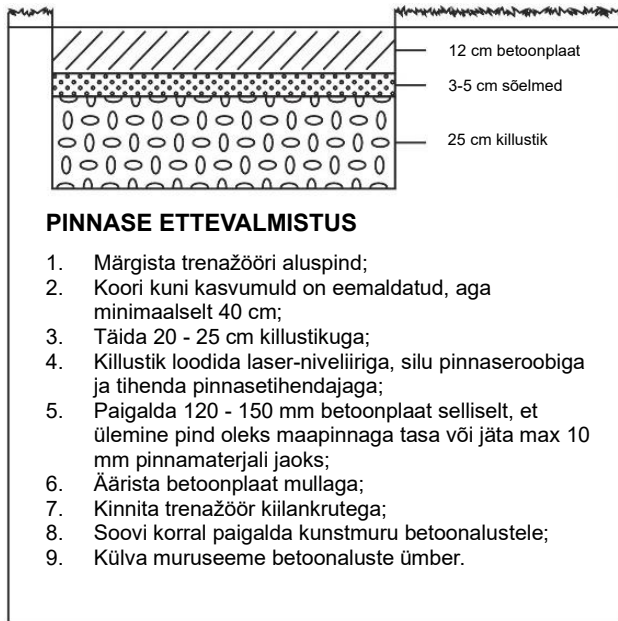 12 cm betoonplaat
3-5 cm sõelmed
25 cm killustik
PINNASE ETTEVALMISTUS
1. Märgista trenažööri aluspind;
2. Koori kuni kasvumuld on eemaldatud, aga
minimaalselt 40 cm;
3. Täida 20 - 25 cm killustikuga;
4. Killustik loodida laser-niveliiriga, silu pinnaseroobiga
ja tihenda pinnasetihendajaga;
5. Paigalda 120 - 150 mm betoonplaat selliselt, et
ülemine pind oleks maapinnaga tasa või jäta max 10
mm pinnamaterjali jaoks;
6. Äärista betoonplaat mullaga;
7. Kinnita trenažöör kiilankrutega;
8. Soovi korral paigalda kunstmuru betoonalustele;
9. Külva muruseeme betoonaluste ümber.